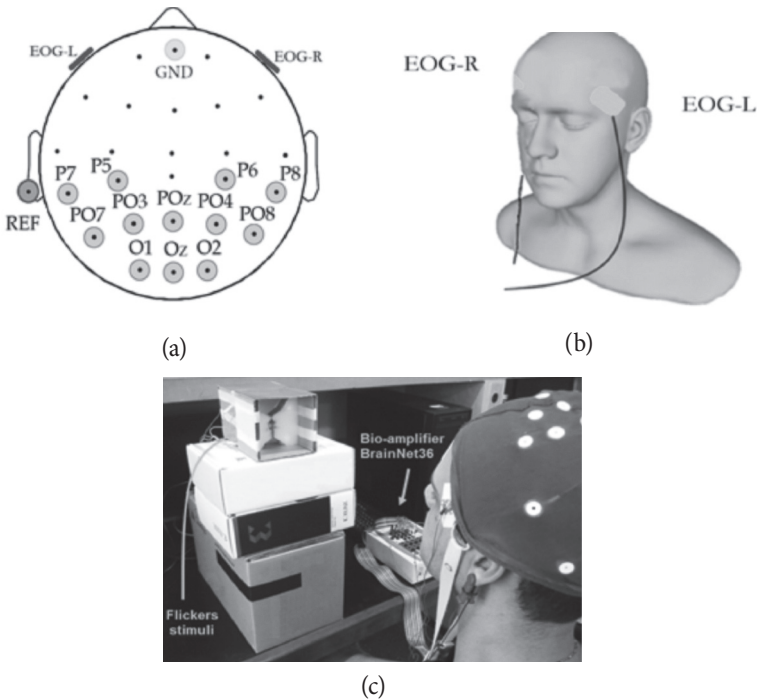 EOG-L
EOG-R
GND
P7
P5
P6
P8
REF
PO7
PO3
POz
PO4
PO8
O1
Oz
O2
(a)
EOG-R
EOG-L
(b)
Bio-amplifier
BrainNet36
Flickers
stimuli
(c)